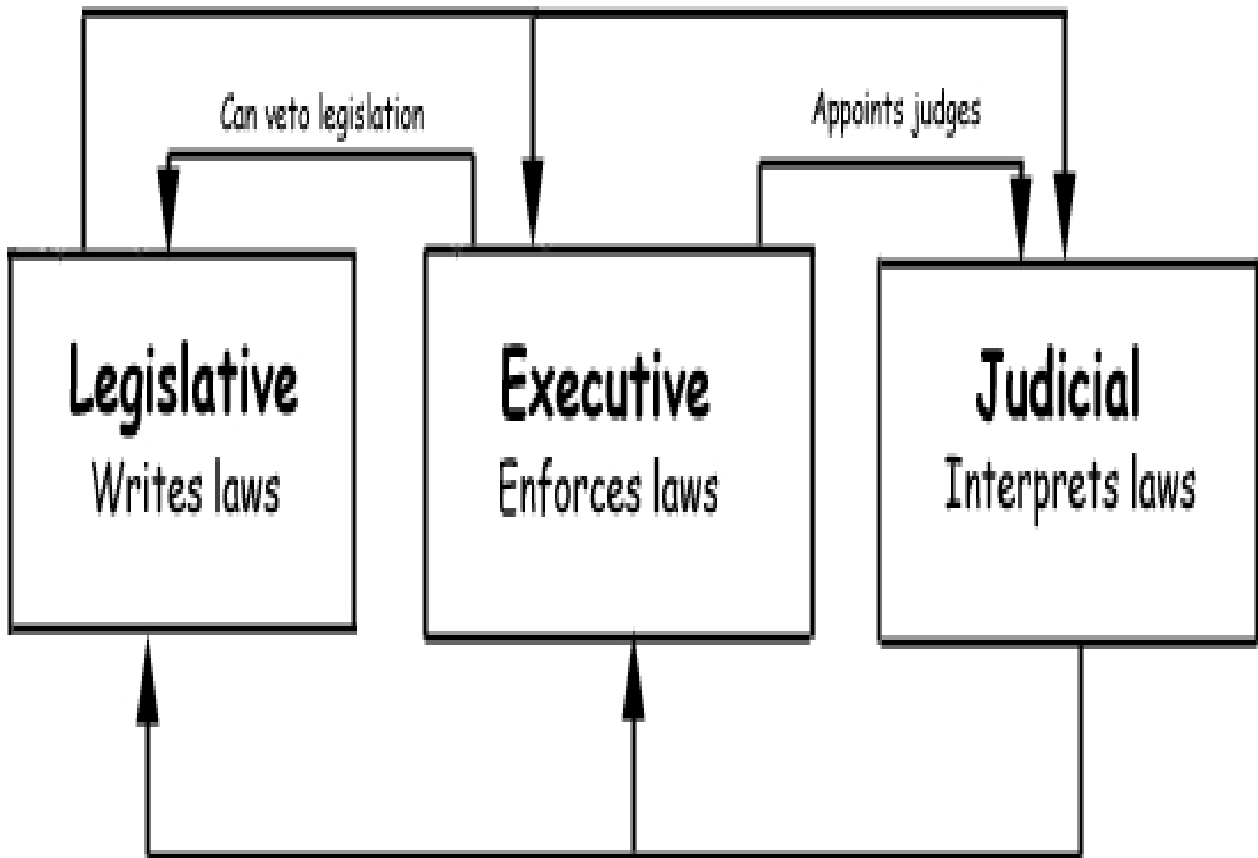 Can veto legislation
Appoints judges
Legislative
Writes laws
Executive
Enforces laws
Judicial
Interprets laws